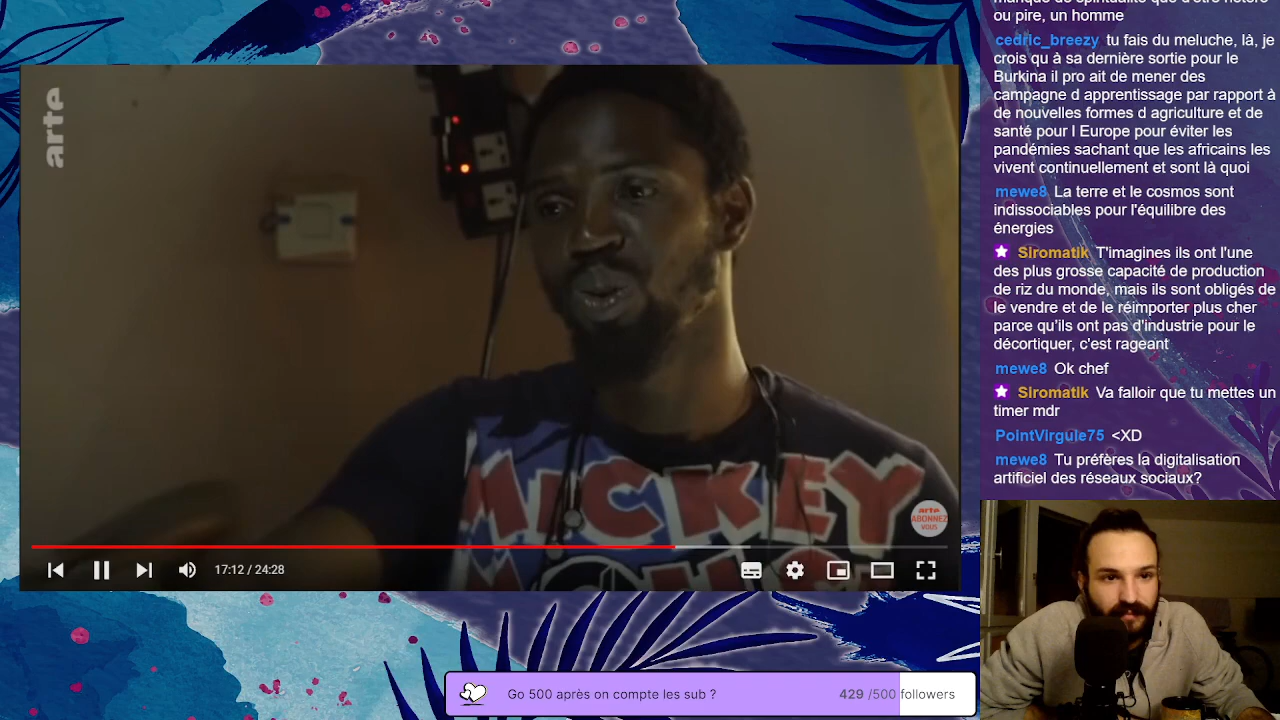 arte
MICKEY
arte
ABONNEZ
VOUS
17:12 / 24:28
Go 500 après on compte les sub ?
429 /500 followers
ou pire, un homme
cedric_breezy tu fais du meluche, là, je
crois qu à sa dernière sortie pour le
Burkina il pro ait de mener des
campagne d apprentissage par rapport à
de nouvelles formes d agriculture et de
santé pour l Europe pour éviter les
pandémies sachant que les africains les
vivent continuellement et sont là quoi
mewe8 La terre et le cosmos sont
indissociables pour l'équilibre des
énergies
Siromatik T'imagines ils ont l'une
des plus grosse capacité de production
de riz du monde, mais ils sont obligés de
le vendre et de le réimporter plus cher
parce qu'ils ont pas d'industrie pour le
décortiquer, c'est rageant
mewe8 Ok chef
Siromatik Va falloir que tu mettes un
timer mdr
PointVirgule75 <XD
mewe8 Tu préfères la digitalisation
artificiel des réseaux sociaux?